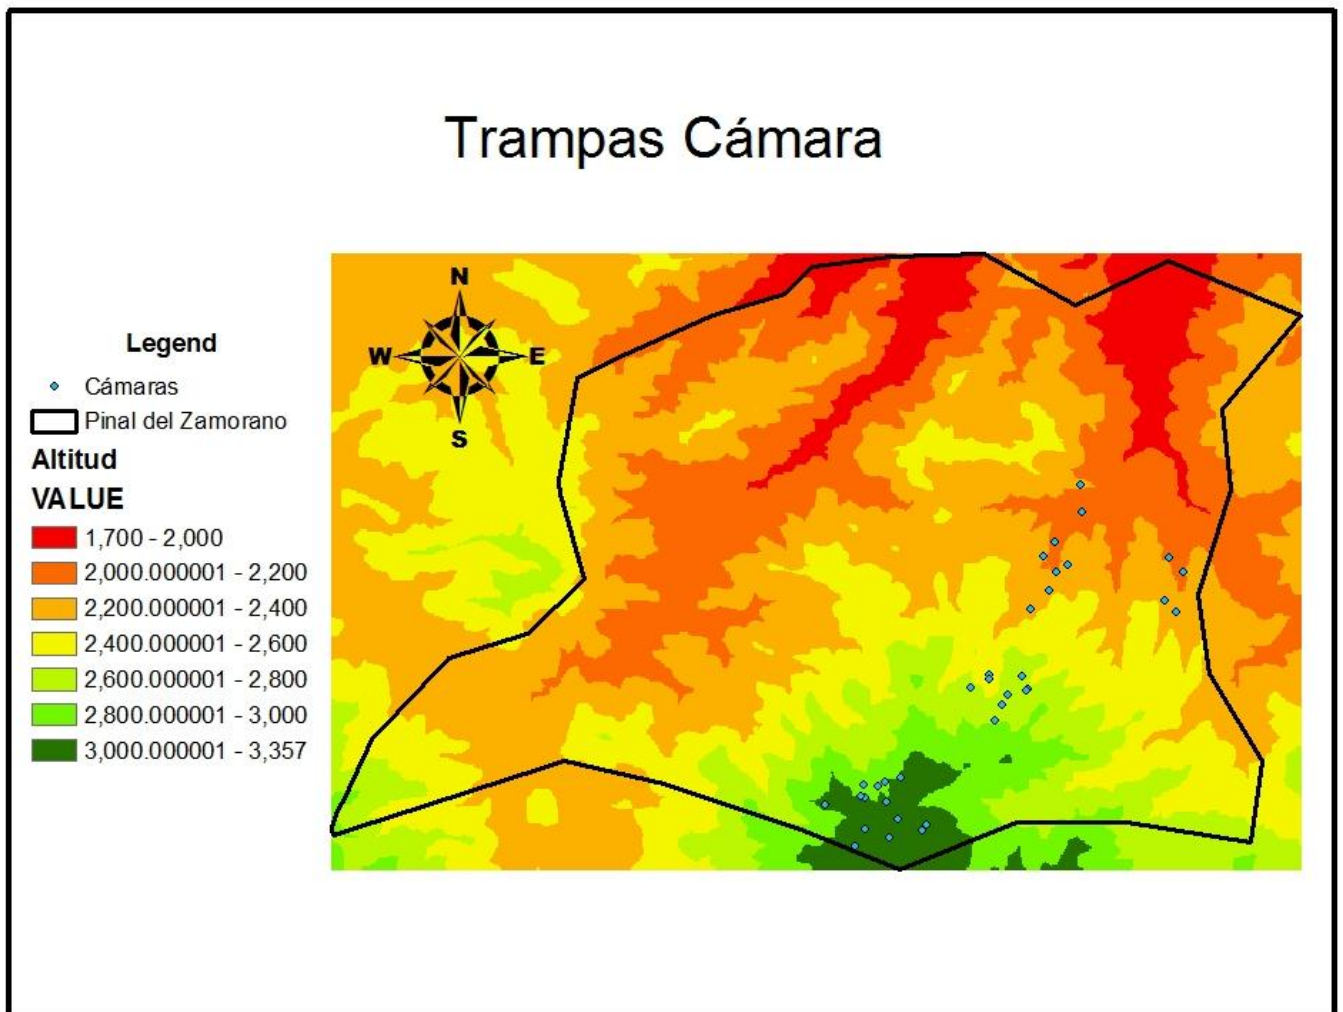 Trampas Cámara
N
W
E
S
Legend
Cámaras
Pinal del Zamorano
Altitud
VALUE
1,700 - 2,000
2,000.000001 - 2,200
2,200.000001 - 2,400
2,400.000001 - 2,600
2,600.000001 - 2,800
2,800.000001 - 3,000
3,000.000001 - 3,357